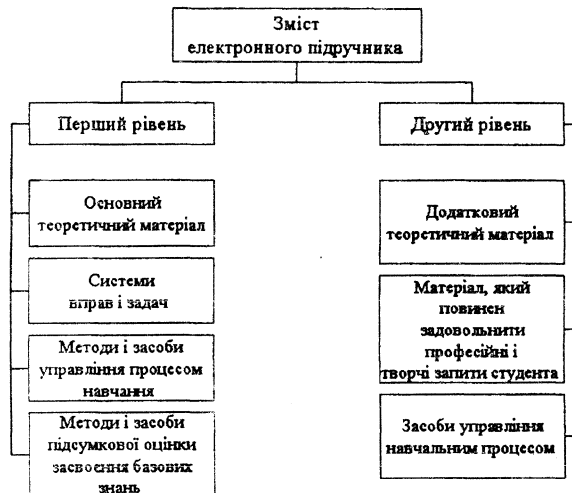 Зміст
електронного підручника
Перший рівень
Другий рівень
Основний
теоретичний матеріал
Системи
вправ і задач
Методи і засоби
управління процесом
навчання
Методи і засоби
підсумкової оцінки
засвоєння базових
знань
Додатковий
теоретичний матеріал
Матеріал, який
повинен
задовольнити
професійні і
творчі запити студента
Засоби управління
навчальним процесом